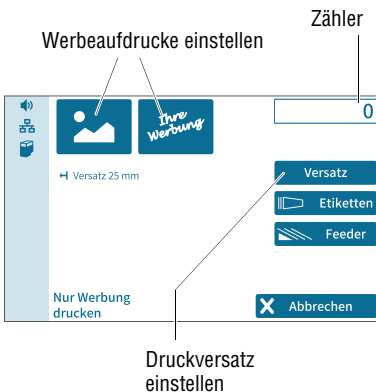 Zähler
Werbeaufdrucke einstellen
0
Ihre
Werbung
Versatz 25 mm
Versatz
Etiketten
Feeder
Nur Werbung
drucken
Abbrechen
Druckversatz
einstellen